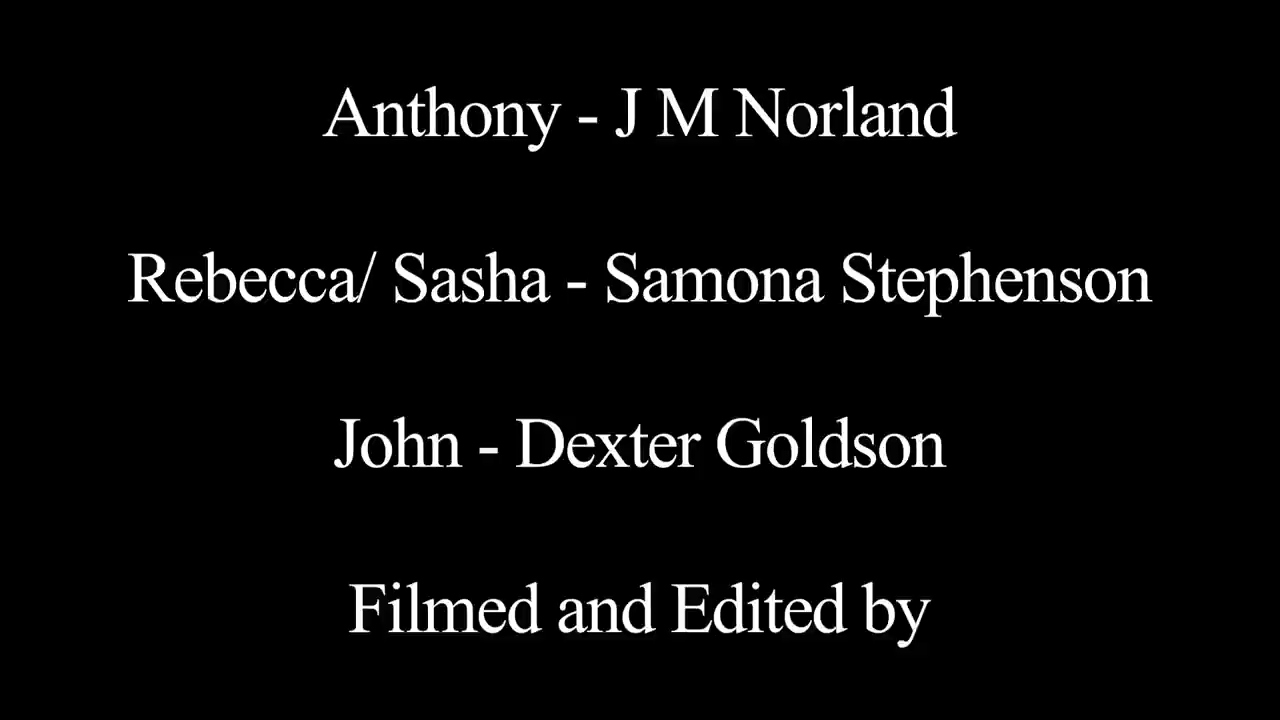 Anthony - J M Norland
Rebecca/ Sasha - Samona Stephenson
John - Dexter Goldson
Filmed and Edited by